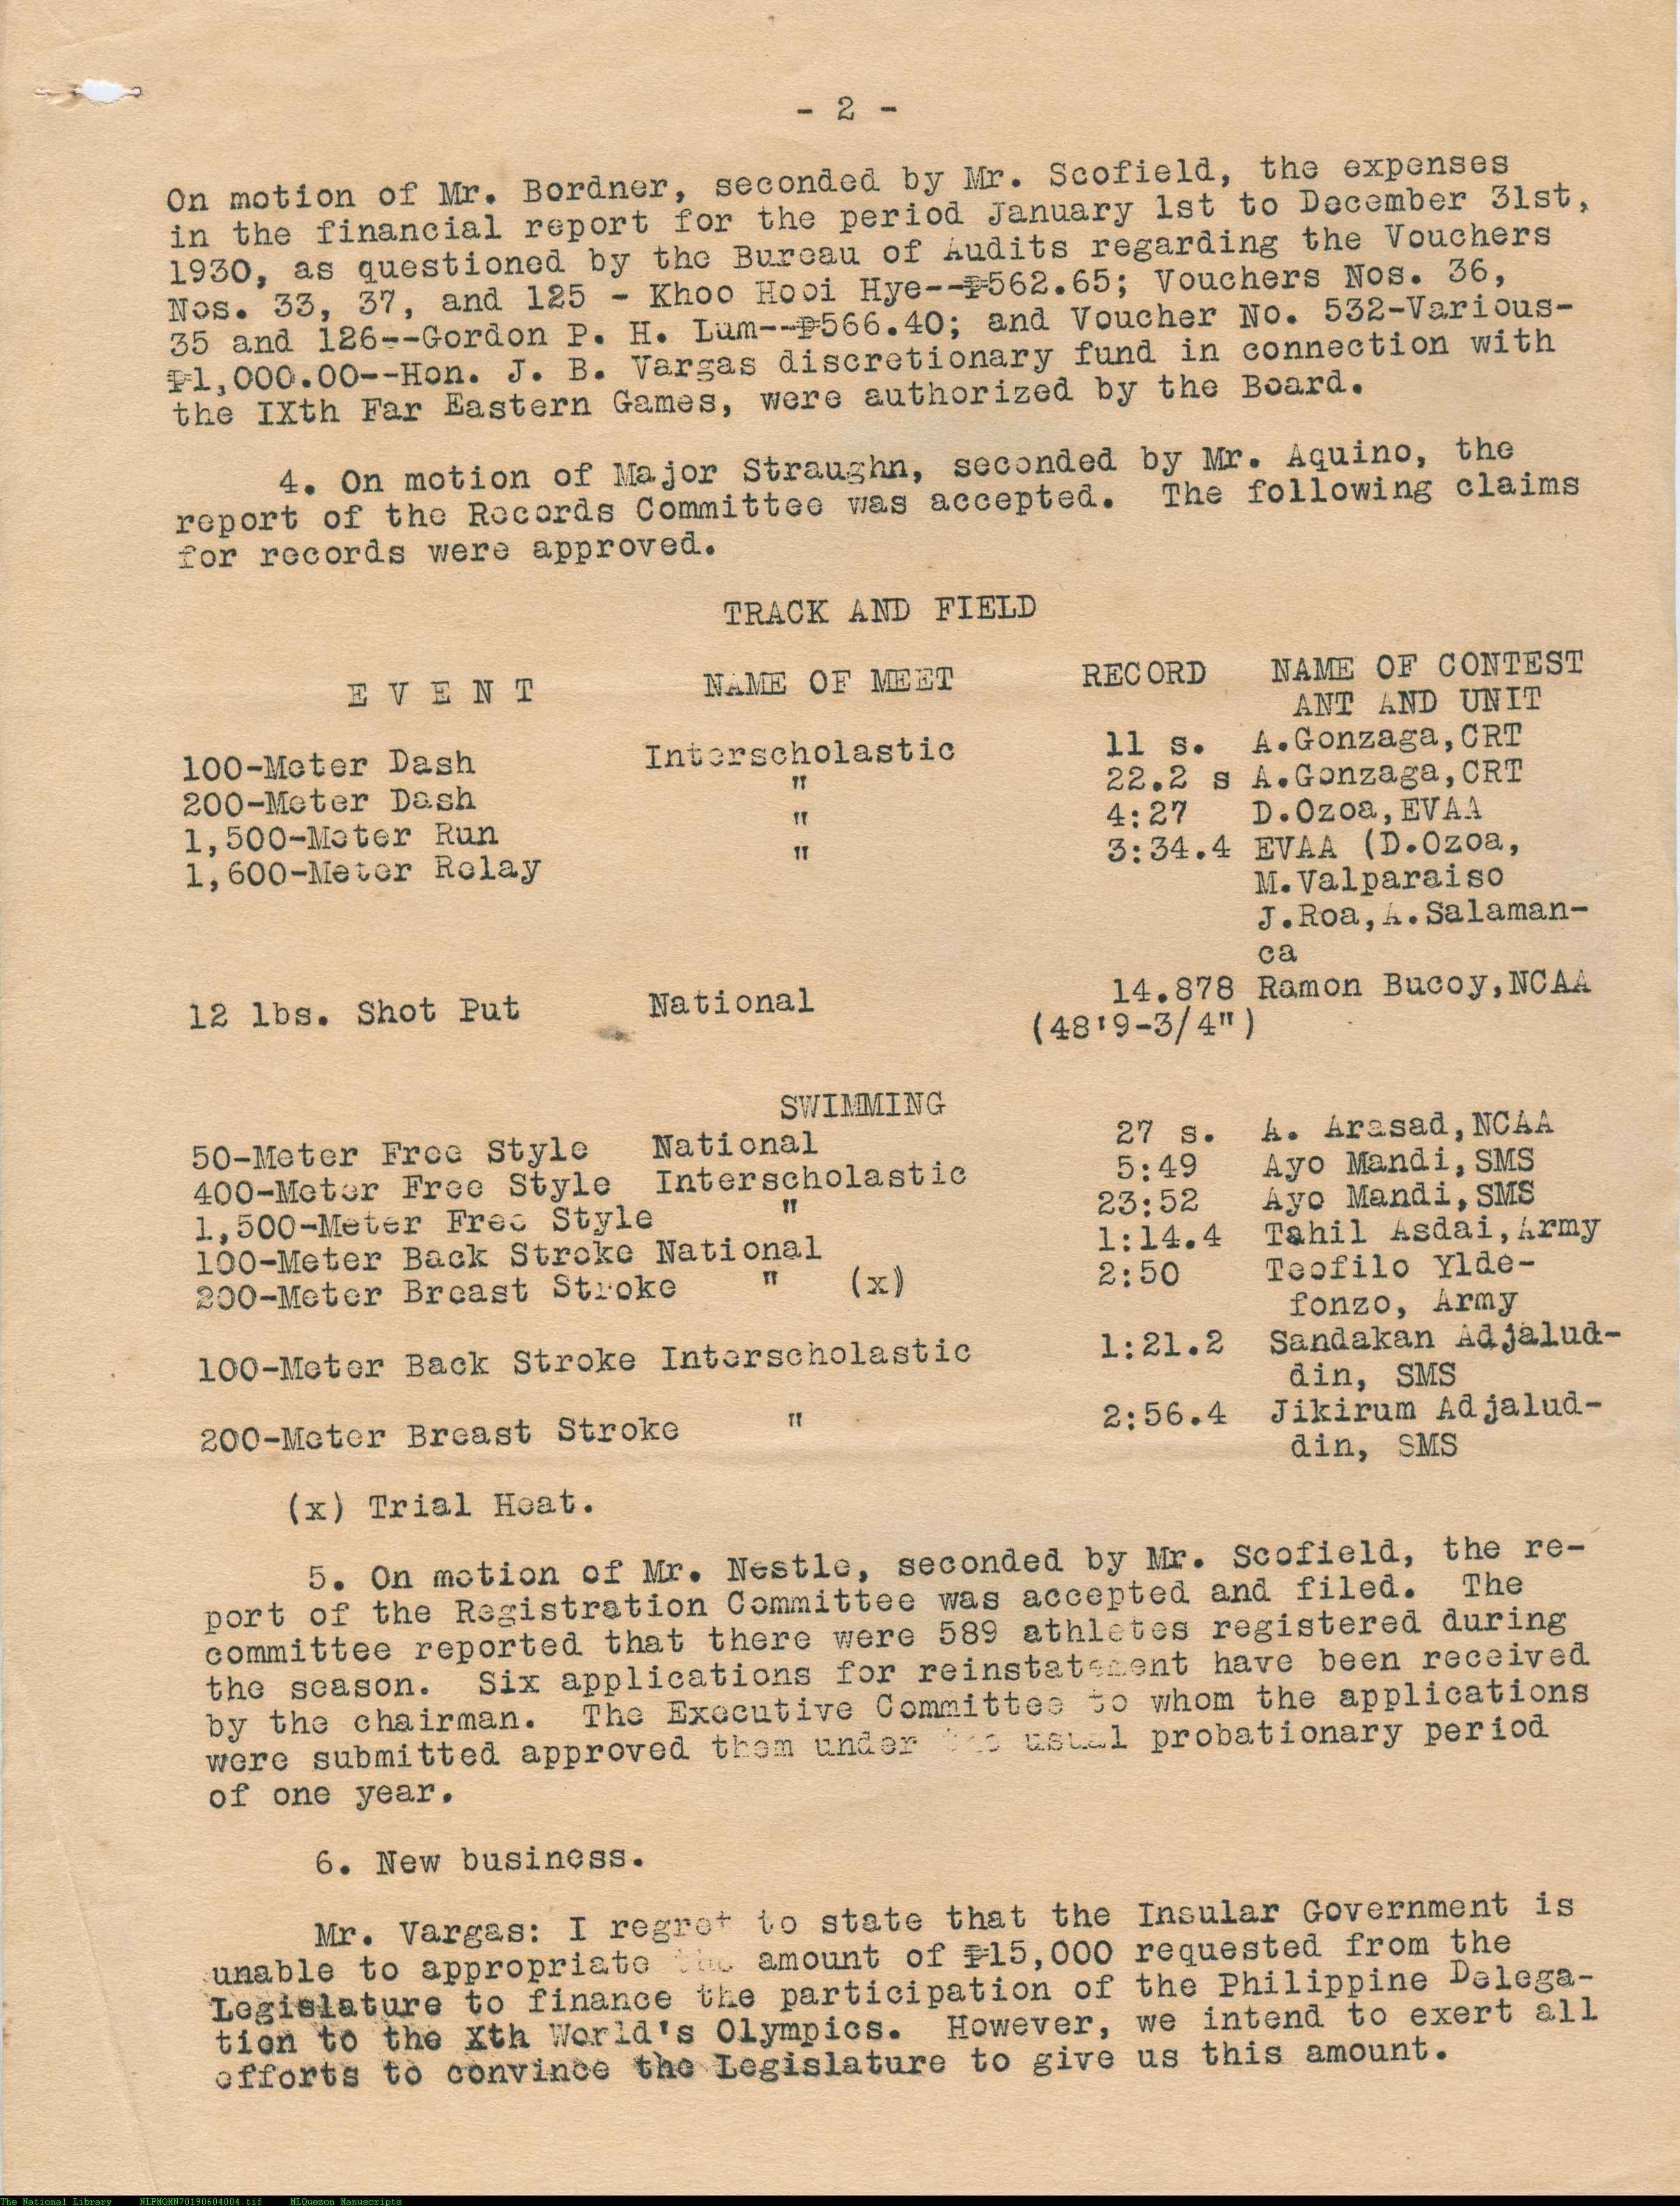 - 2 -
On motion of Mr. Bordner, seconded by Mr. Scofield, the expenses
in the financial report for the period January 1st to December 31st,
1930, as questioned by the Bureau of Audits regarding the Vouchers
Nos. 33, 37, and 125 - Khoo Hooi Hye--₱562.65; Vouchers Nos. 36,
35 and 126--Gordon P. H. Lum--₱566.40; and Voucher No. 532-Various-
₱1,000.00--Hon. J. B. Vargas discretionary fund in connection with
the IXth Far Eastern Games, were authorized by the Board.
4. On motion of Major Straughn, seconded by Mr. Aquino, the
report of the Records Committee was accepted. The following claims
for records were approved.
TRACK AND FIELD
E V E N T NAME OF MEET RECORD NAME OF CONTEST
ANT AND UNIT
100-Meter Dash Interscholastic 11 s. A.Gonzaga,CRT
200-Meter Dash " 22.2 s A.Gonzaga,CRT
1,500-Meter Run " 4:27 D.Ozoa,EVAA
1,600-Meter Relay " 3:34.4 EVAA (D.Ozoa,
M.Valparaiso
J.Roa,A.Salaman-
ca
12 lbs. Shot Put National 14.878 Ramon Bucoy,NCAA
(48'9-3/4")
SWIMMING
50-Meter Free Style National 27 s. A. Arasad,NCAA
400-Meter Free Style Interscholastic 5:49 Ayo Mandi,SMS
1,500-Meter Free Style " 23:52 Ayo Mandi,SMS
100-Meter Back Stroke National 1:14.4 Tahil Asdai,Army
200-Meter Breast Stroke " (x) 2:50 Teofilo Ylde-
fonzo, Army
100-Meter Back Stroke Interscholastic 1:21.2 Sandakan Adjalud-
din, SMS
200-Meter Breast Stroke " 2:56.4 Jikirum Adjalud-
din, SMS
(x) Trial Heat.
5. On motion of Mr. Nestle, seconded by Mr. Scofield, the re-
port of the Registration Committee was accepted and filed. The
committee reported that there were 589 athletes registered during
the season. Six applications for reinstatement have been received
by the chairman. The Executive Committee to whom the applications
were submitted approved them under the usual probationary period
of one year.
6. New business.
Mr. Vargas: I regret to state that the Insular Government is
unable to appropriate the amount of ₱15,000 requested from the
Legislature to finance the participation of the Philippine Delega-
tion to the Xth World's Olympics. However, we intend to exert all
efforts to convince the Legislature to give us this amount.
The National Library NLPMQMN70190604004.tif MLQuezon Manuscripts